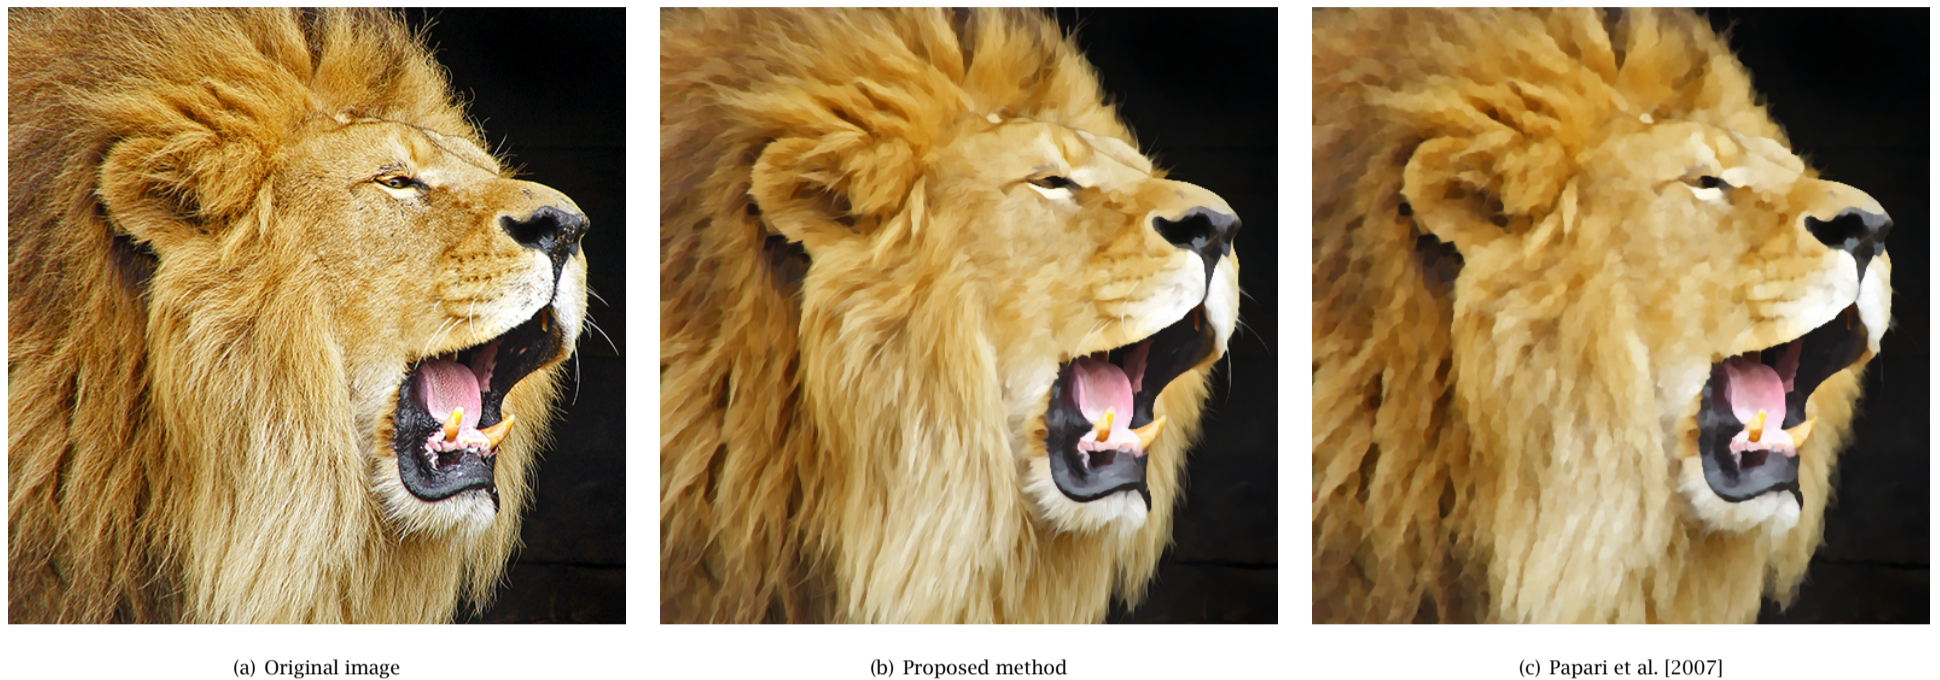 (a) Original image
(b) Proposed method
(c) Papari et al. [2007]